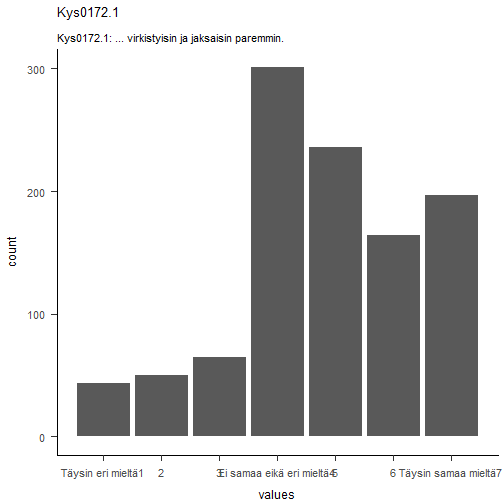 Kys0172.1
Kys0172.1: ... virkistyisin ja jaksaisin paremmin.
300
200
100
0
count
Täysin eri mieltä1 2 3 Ei samaa eikä eri mieltä4 5 6 Täysin samaa mieltä7
values